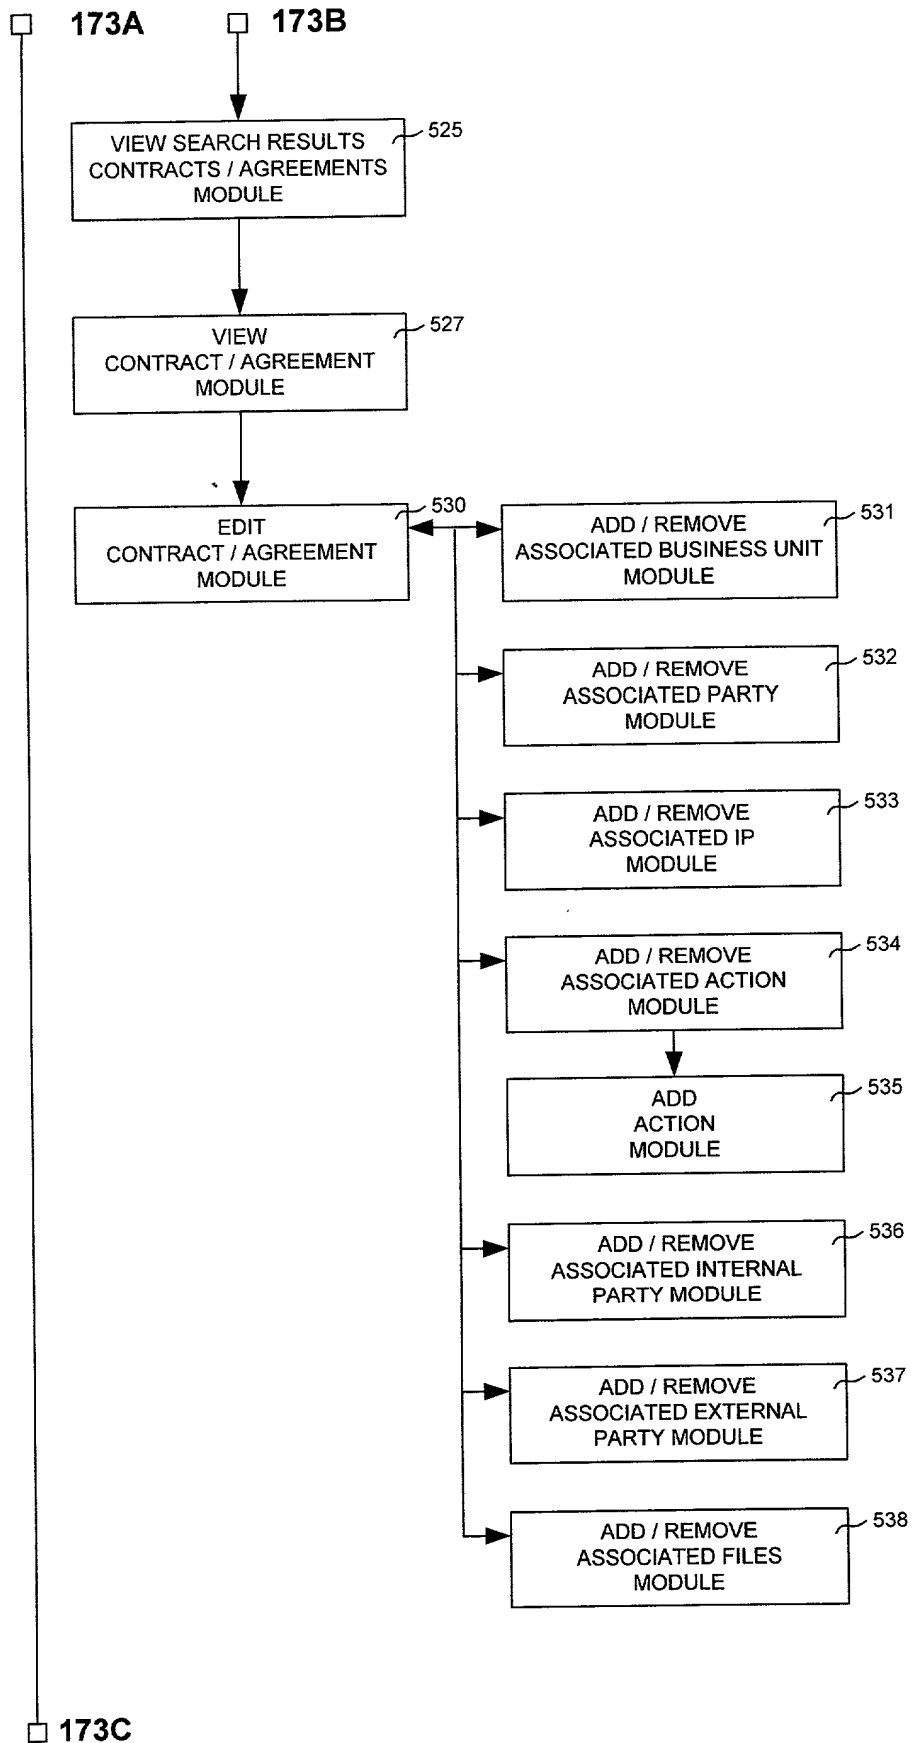 173A
173B
VIEW SEARCH RESULTS
CONTRACTS / AGREEMENTS
MODULE
525
VIEW
CONTRACT / AGREEMENT
MODULE
527
EDIT
CONTRACT / AGREEMENT
MODULE
530
ADD / REMOVE
ASSOCIATED BUSINESS UNIT
MODULE
531
ADD / REMOVE
ASSOCIATED PARTY
MODULE
532
ADD / REMOVE
ASSOCIATED IP
MODULE
533
ADD / REMOVE
ASSOCIATED ACTION
MODULE
534
ADD
ACTION
MODULE
535
ADD / REMOVE
ASSOCIATED INTERNAL
PARTY MODULE
536
ADD / REMOVE
ASSOCIATED EXTERNAL
PARTY MODULE
537
ADD / REMOVE
ASSOCIATED FILES
MODULE
538
173C